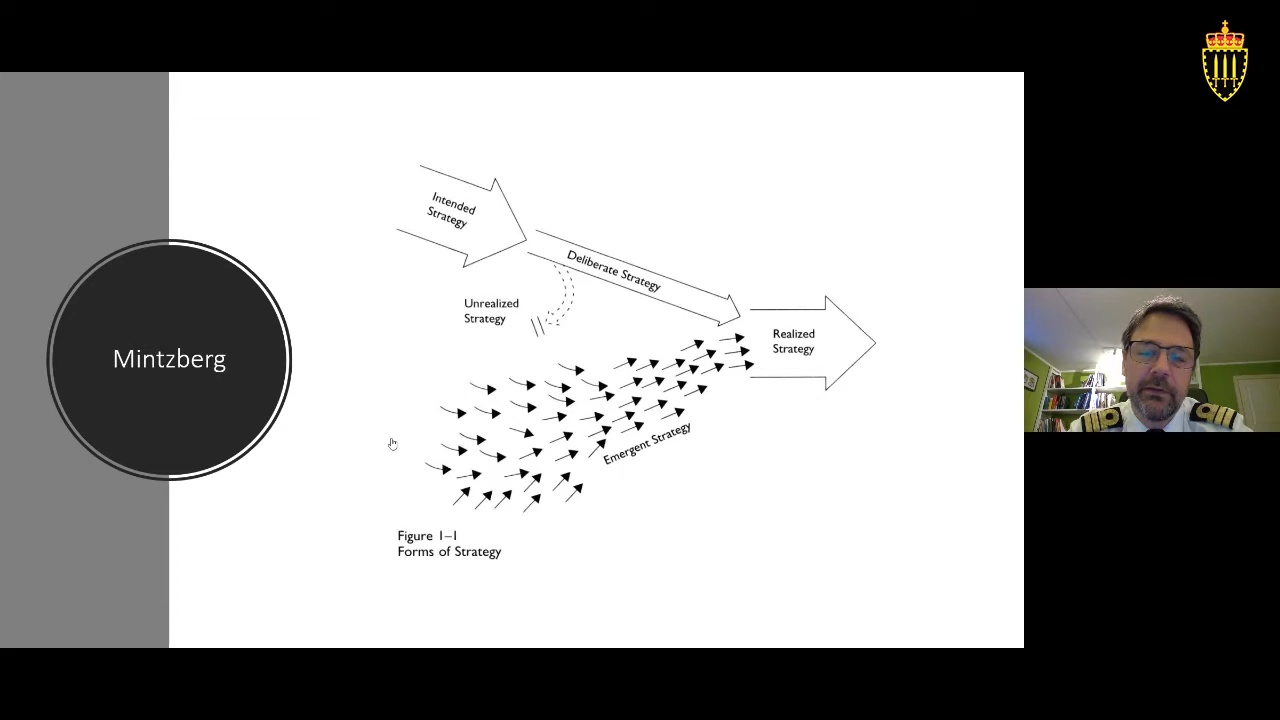 Mintzberg
Intended
Strategy
Deliberate Strategy
Unrealized
Strategy
Realized
Strategy
Emergent Strategy
Figure 1–1
Forms of Strategy